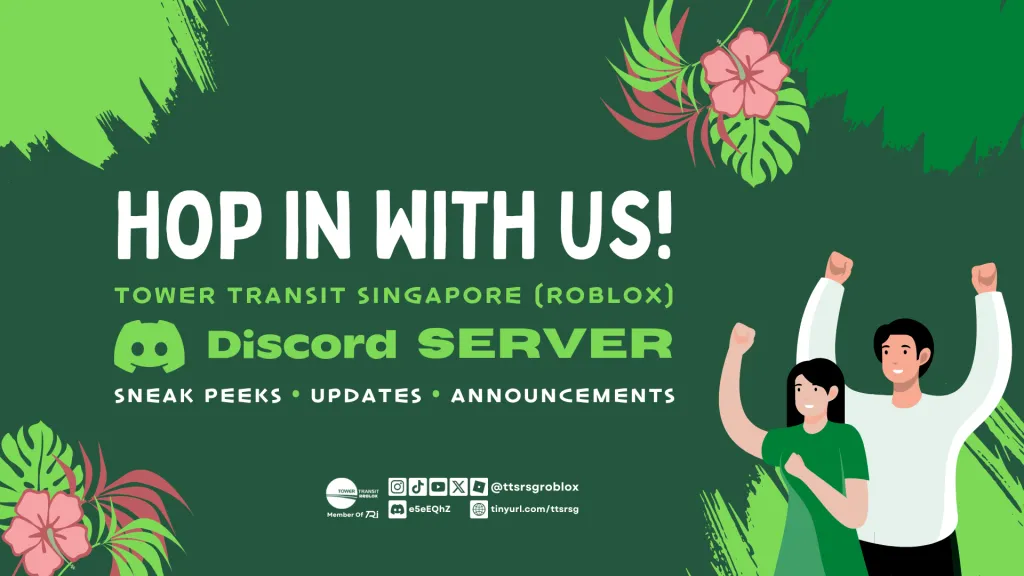 HOP IN WITH US!
TOWER TRANSIT SINGAPORE (ROBLOX)
Discord SERVER
SNEAK PEEKS • UPDATES • ANNOUNCEMENTS
TOWER TRANSIT
ROBLOX
Member Of
@ttsrsgroblox
e5eEQhZ
tinyurl.com/ttsrsg